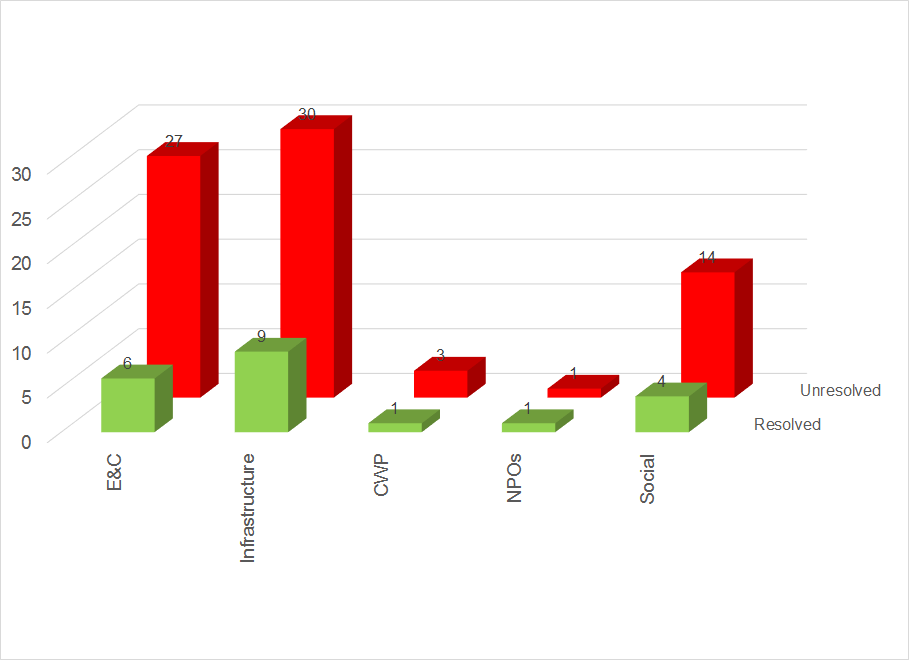 30
25
20
15
10
5
0
27
30
3
1
14
6
9
1
1
4
Unresolved
Resolved
E&C
Infrastructure
CWP
NPOs
Social